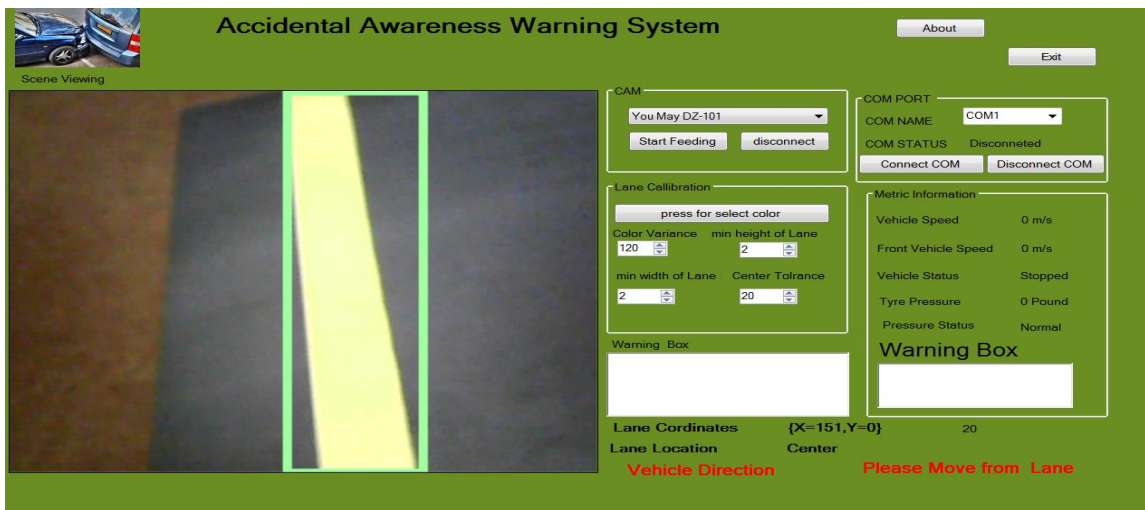 Accidental Awareness Warning System
About
Exit
Scene Viewing
CAM
You May DZ-101
Start Feeding
disconnect
COM PORT
COM NAME
COM1
COM STATUS
Disconneted
Connect COM
Disconnect COM
Lane Callibration
press for select color
Color Variance
min height of Lane
120
2
min width of Lane
Center Tolrance
2
20
Metric Information
Vehicle Speed
0 m/s
Front Vehicle Speed
0 m/s
Vehicle Status
Stopped
Tyre Pressure
0 Pound
Pressure Status
Normal
Warning Box
Warning Box
Lane Cordinates
{X=151,Y=0}
20
Lane Location
Center
Vehicle Direction
Please Move from Lane